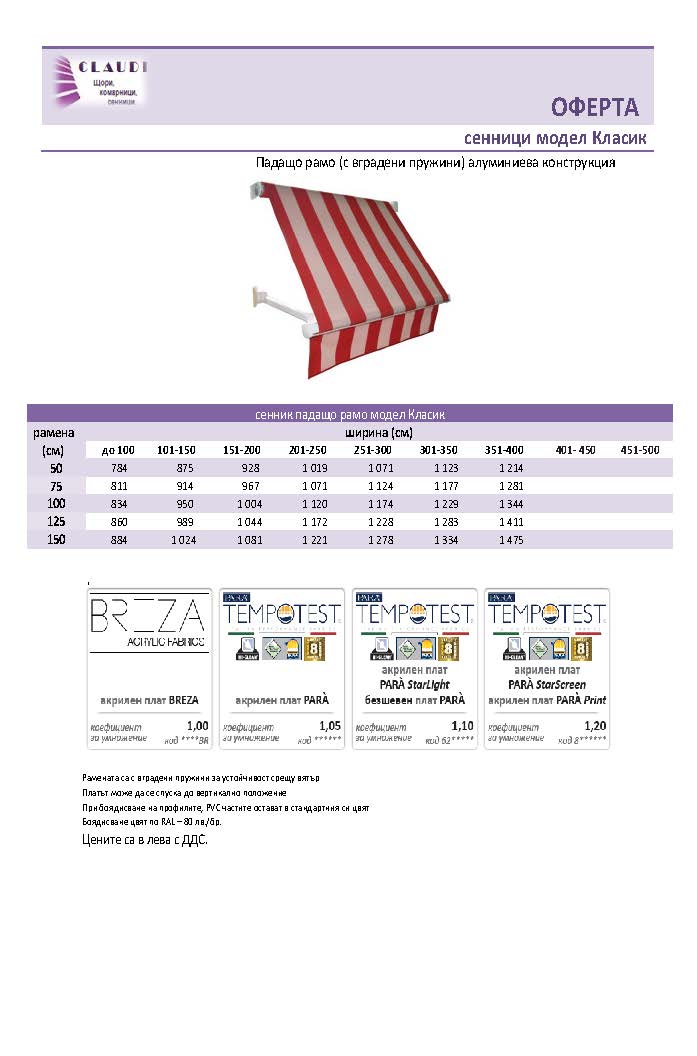 CLAUDI
Щори,
комарници,
сенници.
ОФЕРТА
сенници модел Класик
Падащо рамо (с вградени пружини) алуминиева конструкция
сенник падащо рамо модел Класик
рамена ширина (см)
(см) до 100 101-150 151-200 201-250 251-300 301-350 351-400 401- 450 451-500
50 784 875 928 1 019 1 071 1 123 1 214
75 811 914 967 1 071 1 124 1 177 1 281
100 834 950 1 004 1 120 1 174 1 229 1 344
125 860 989 1 044 1 172 1 228 1 283 1 411
150 884 1 024 1 081 1 221 1 278 1 334 1 475
BREZA
ACRYLIC FABRICS
акрилен плат BREZA
коефициент 1,00
за умножение код ****BR
PARÀ
TEMPOTEST
акрилен плат PARÀ
коефициент 1,05
за умножение код ******
PARÀ
TEMPOTEST
акрилен плат
PARÀ StarLight
безшевен плат PARÀ
коефициент 1,10
за умножение код 62*****
PARÀ
TEMPOTEST
акрилен плат
PARÀ StarScreen
акрилен плат PARÀ Print
коефициент 1,20
за умножение код 8******
Рамената са с вградени пружини за устойчивост срещу вятър
Платът може да се спуска до вертикално положение
При боядисване на профилите, PVC частите остават в стандартния си цвят
Боядисване цвят по RAL – 80 лв./бр.
Цените са в лева с ДДС.